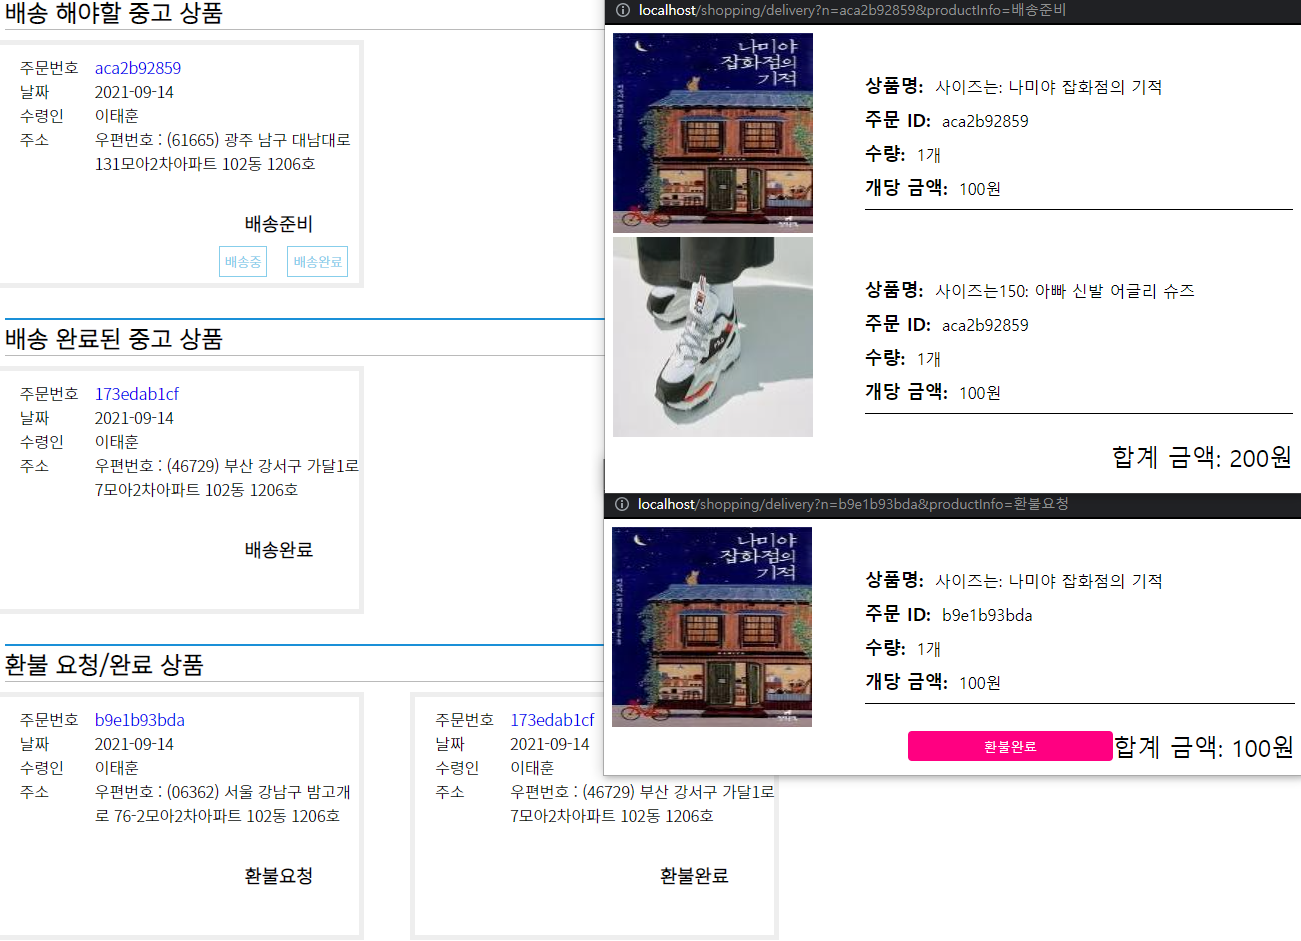 배송 해야할 중고 상품
주문번호 aca2b92859
날짜 2021-09-14
수령인 이태훈
주소 우편번호 : (61665) 광주 남구 대남대로
131모아2차아파트 102동 1206호
배송준비
배송중 배송완료
배송 완료된 중고 상품
주문번호 173edab1cf
날짜 2021-09-14
수령인 이태훈
주소 우편번호 : (46729) 부산 강서구 가달1로
7모아2차아파트 102동 1206호
배송완료
환불 요청/완료 상품
주문번호 b9e1b93bda
날짜 2021-09-14
수령인 이태훈
주소 우편번호 : (06362) 서울 강남구 밤고개
로 76-2모아2차아파트 102동 1206호
환불요청
주문번호 173edab1cf
날짜 2021-09-14
수령인 이태훈
주소 우편번호 : (46729) 부산 강서구 가달1로
7모아2차아파트 102동 1206호
환불완료
localhost/shopping/delivery?n=aca2b92859&productInfo=배송준비
나미야
잡화점의
기적
상품명: 사이즈는: 나미야 잡화점의 기적
주문 ID: aca2b92859
수량: 1개
개당 금액: 100원
FILA
상품명: 사이즈는150: 아빠 신발 어글리 슈즈
주문 ID: aca2b92859
수량: 1개
개당 금액: 100원
합계 금액: 200원
localhost/shopping/delivery?n=b9e1b93bda&productInfo=환불요청
나미야
잡화점의
기적
상품명: 사이즈는: 나미야 잡화점의 기적
주문 ID: b9e1b93bda
수량: 1개
개당 금액: 100원
환불완료 합계 금액: 100원